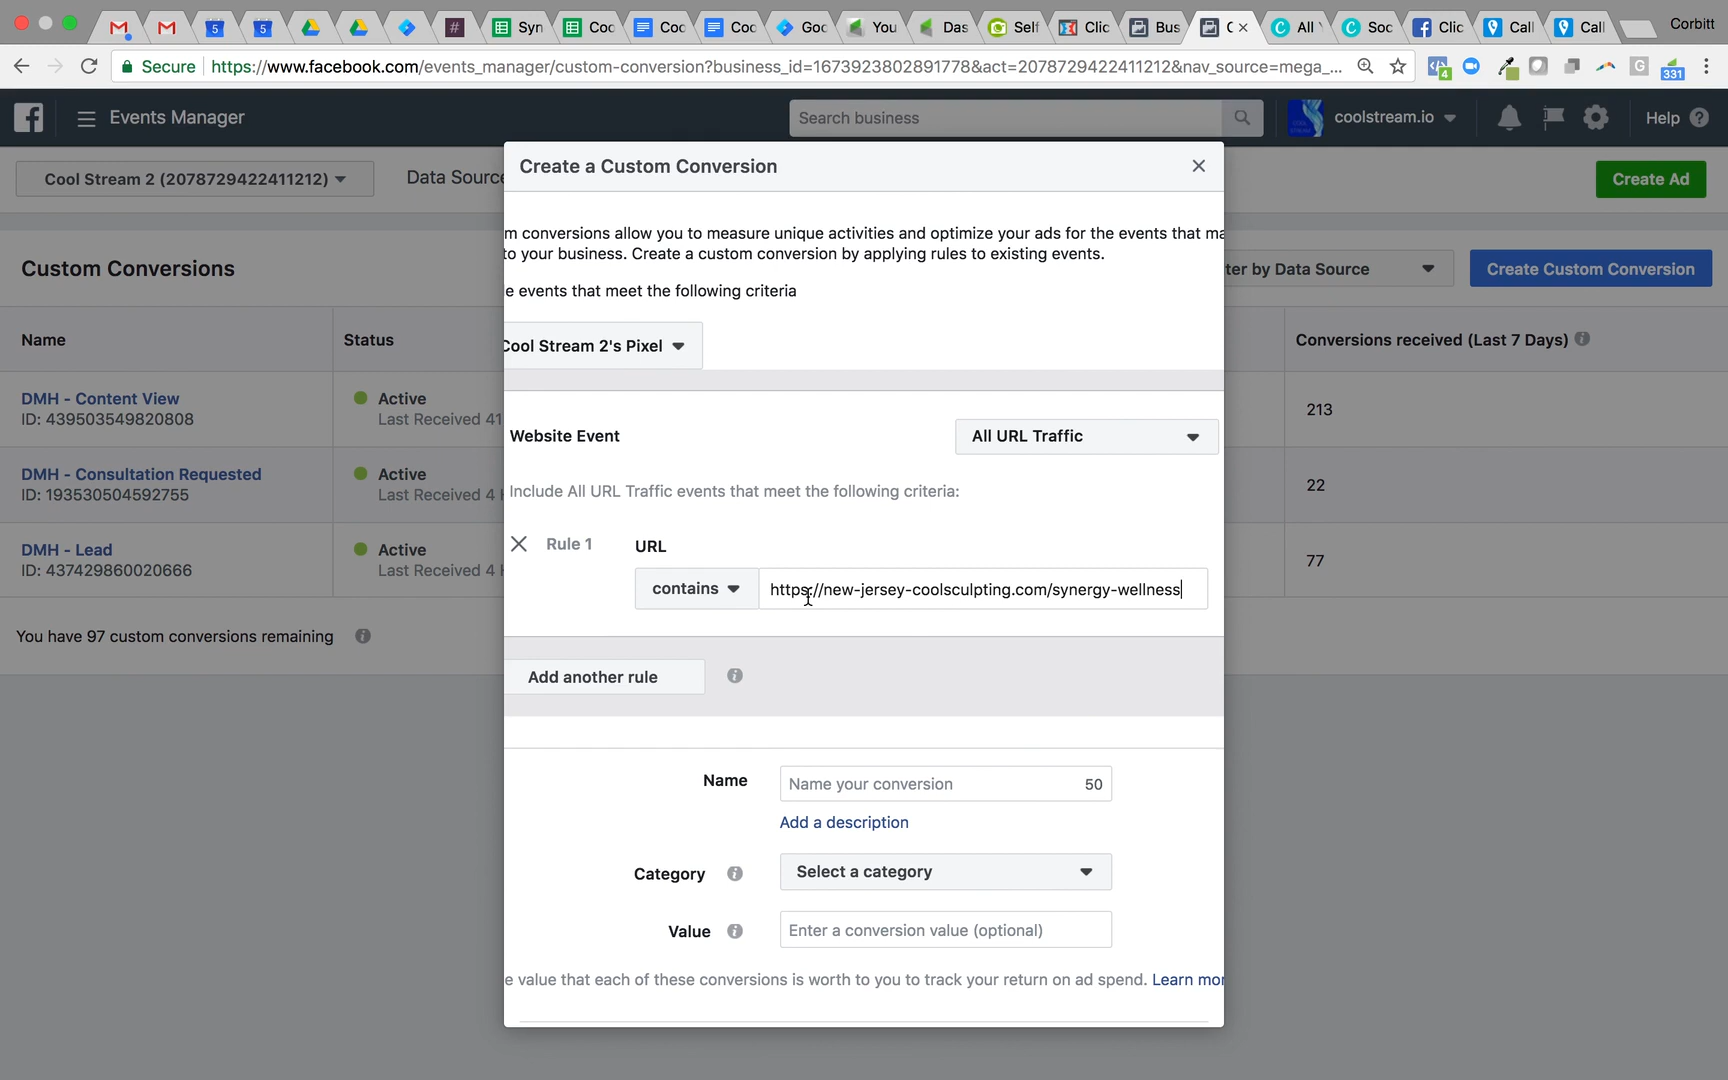 5
5
#
Syn
Coo
Coc
Coc
Goc
You
Das
Self
Clic
Bus
C
All
Soc
Clic
Call
Call
Corbitt
Secure
https://www.facebook.com/events_manager/custom-conversion?business_id=1673923802891778&act=2078729422411212&nav_source=mega_...
4
G
331
Events Manager
Search business
coolstream.io
Help
Cool Stream 2 (2078729422411212)
Data Source
Create Ad
Create a Custom Conversion
m conversions allow you to measure unique activities and optimize your ads for the events that ma
to your business. Create a custom conversion by applying rules to existing events.
Custom Conversions
ter by Data Source
Create Custom Conversion
e events that meet the following criteria
Name
Status
Cool Stream 2's Pixel
Conversions received (Last 7 Days)
DMH - Content View
ID: 439503549820808
Active
Last Received 41
213
Website Event
All URL Traffic
DMH - Consultation Requested
ID: 193530504592755
Active
Last Received 4 H
22
Include All URL Traffic events that meet the following criteria:
DMH - Lead
ID: 437429860020666
Active
Last Received 4 H
77
Rule 1
URL
contains
https://new-jersey-coolsculpting.com/synergy-wellness
You have 97 custom conversions remaining
Add another rule
Name
Name your conversion
50
Add a description
Category
Select a category
Value
Enter a conversion value (optional)
e value that each of these conversions is worth to you to track your return on ad spend. Learn mor